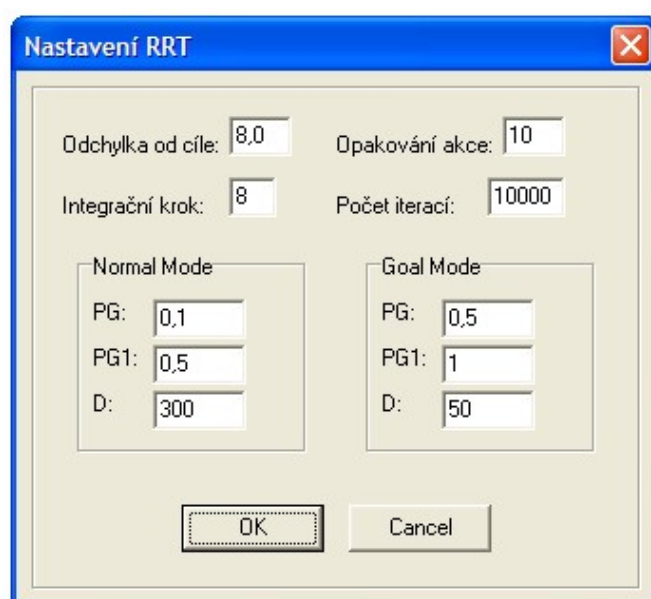 Nastavení RRT
Odchylka od cíle: 8,0 Opakování akce: 10
Integrační krok: 8 Počet iterací: 10000
Normal Mode Goal Mode
PG: 0,1 PG: 0,5
PG1: 0,5 PG1: 1
D: 300 D: 50
OK Cancel